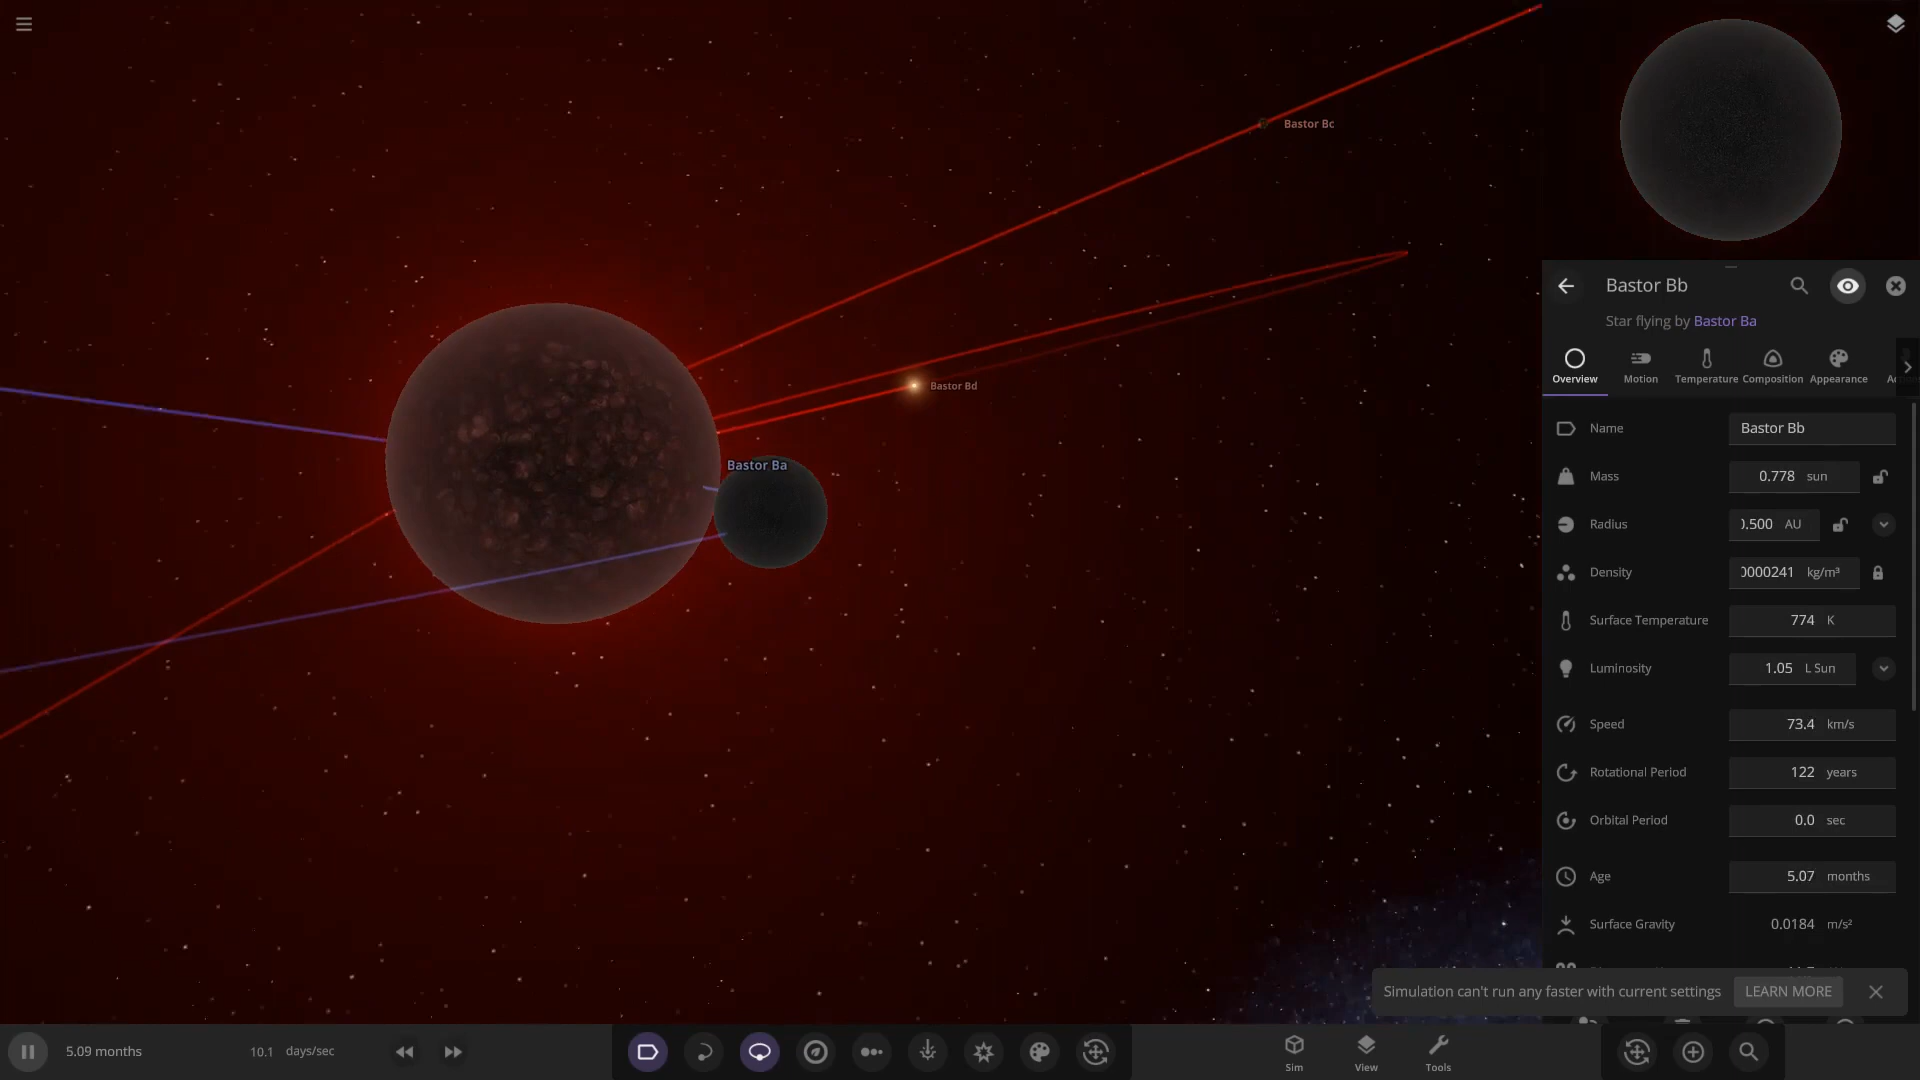 Bastor Bc
Bastor Bd
Bastor Ba
Bastor Bb
Star flying by Bastor Ba
Overview
Motion
Temperature
Composition
Appearance
Name
Bastor Bb
Mass
0.778 sun
Radius
0.500 AU
Density
0000241 kg/m³
Surface Temperature
774 K
Luminosity
1.05 L Sun
Speed
73.4 km/s
Rotational Period
122 years
Orbital Period
0.0 sec
Age
5.07 months
Surface Gravity
0.0184 m/s²
Simulation can't run any faster with current settings
LEARN MORE
5.09 months
10.1 days/sec
Sim
View
Tools